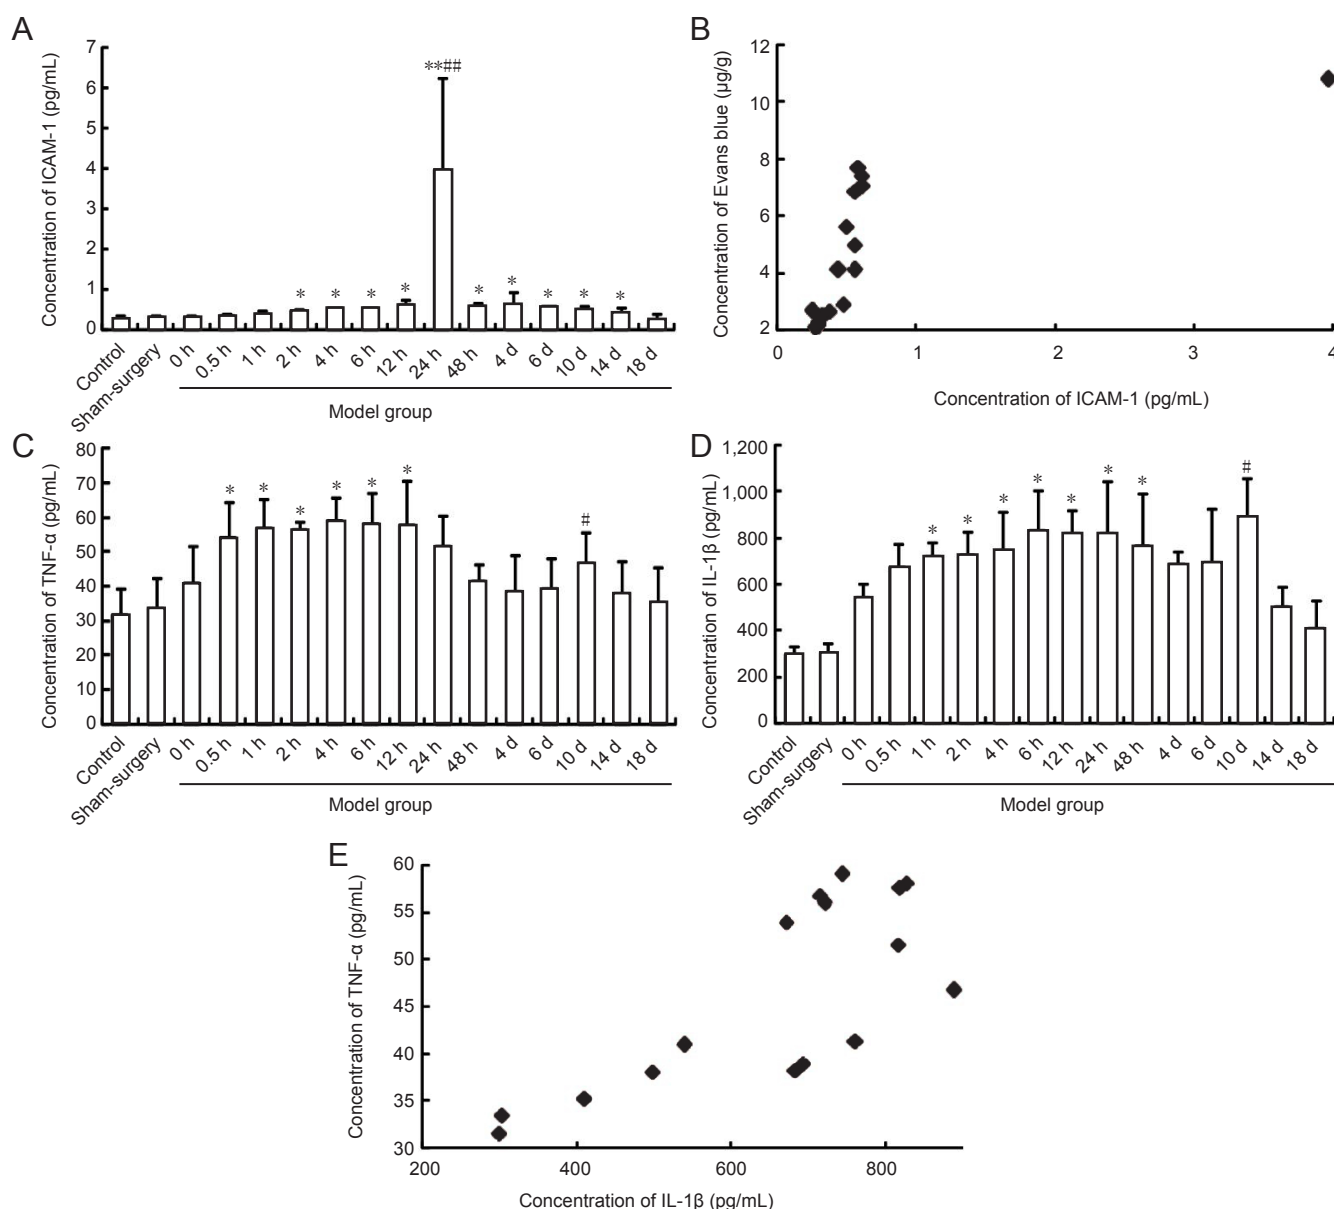 A
Concentration of ICAM-1 (pg/mL)
7
6
5
4
3
2
1
0
* * * * **## * * * * *
Control
Sham-surgery
0 h
0.5 h
1 h
2 h
4 h
6 h
12 h
24 h
48 h
4 d
6 d
10 d
14 d
18 d
Model group
B
Concentration of Evans blue (µg/g)
12
10
8
6
4
2
0 1 2 3 4
Concentration of ICAM-1 (pg/mL)
C
Concentration of TNF-α (pg/mL)
80
70
60
50
40
30
20
10
0
* * * * * * #
Control
Sham-surgery
0 h
0.5 h
1 h
2 h
4 h
6 h
12 h
24 h
48 h
4 d
6 d
10 d
14 d
18 d
Model group
D
Concentration of IL-1β (pg/mL)
1,200
1,000
800
600
400
200
0
* * * * * * * #
Control
Sham-surgery
0 h
0.5 h
1 h
2 h
4 h
6 h
12 h
24 h
48 h
4 d
6 d
10 d
14 d
18 d
Model group
E
Concentration of TNF-α (pg/mL)
60
55
50
45
40
35
30
200 400 600 800
Concentration of IL-1β (pg/mL)